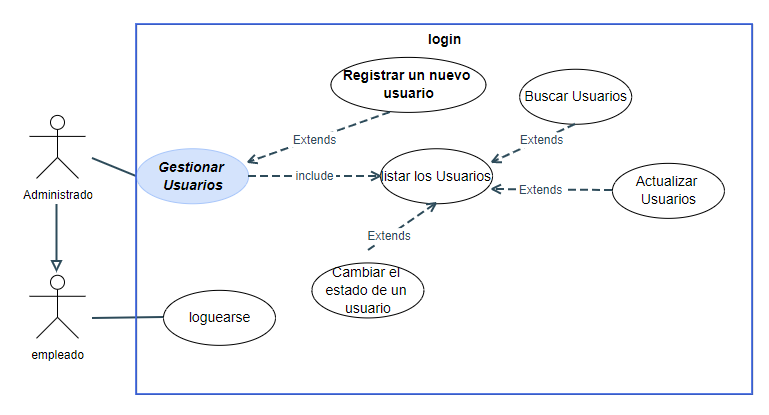 login
Registrar un nuevo
usuario
Buscar Usuarios
Extends
Extends
Administrado
Gestionar
Usuarios
include
listar los Usuarios
Extends
Actualizar
Usuarios
Extends
Cambiar el
estado de un
usuario
loguearse
empleado